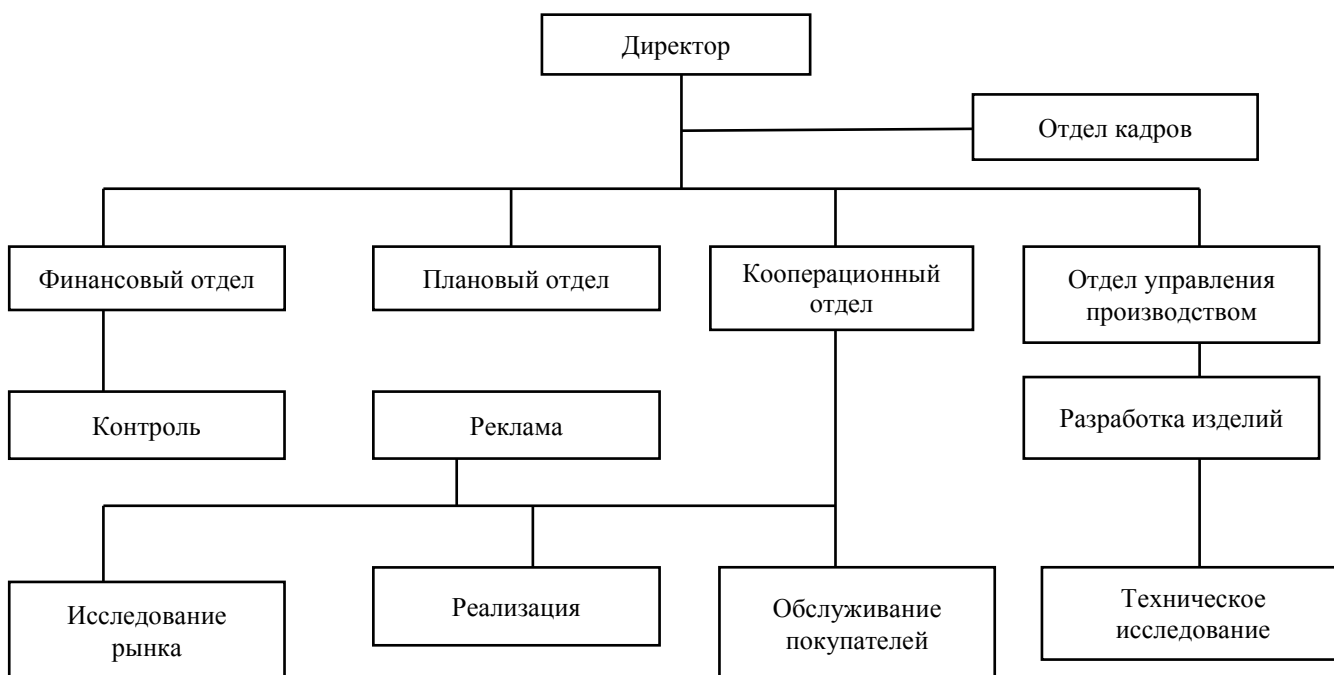 Директор
Отдел кадров
Финансовый отдел
Плановый отдел
Кооперационный
отдел
Отдел управления
производством
Контроль
Реклама
Разработка изделий
Исследование
рынка
Реализация
Обслуживание
покупателей
Техническое
исследование